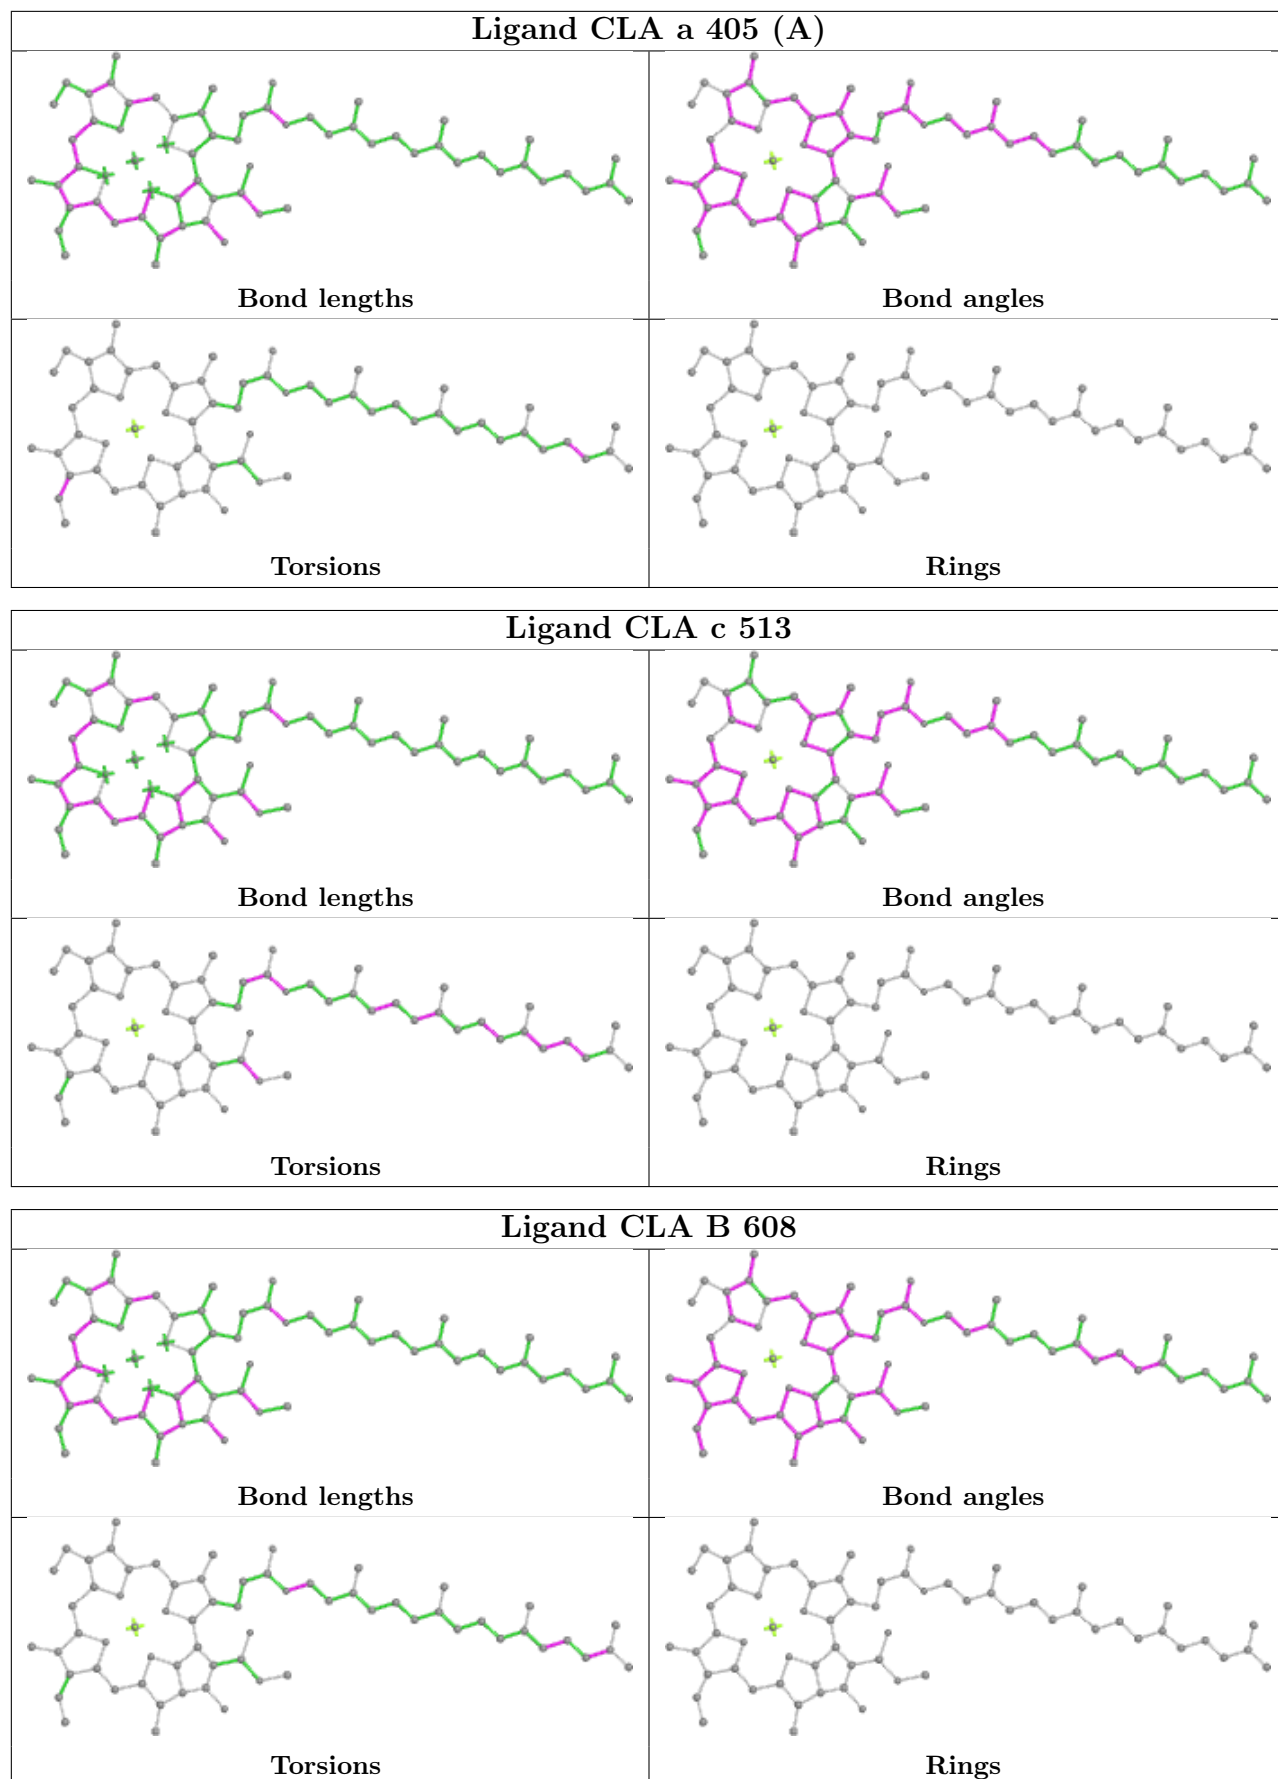 Ligand CLA a 405 (A)
Bond lengths
Bond angles
Torsions
Rings
Ligand CLA c 513
Bond lengths
Bond angles
Torsions
Rings
Ligand CLA B 608
Bond lengths
Bond angles
Torsions
Rings